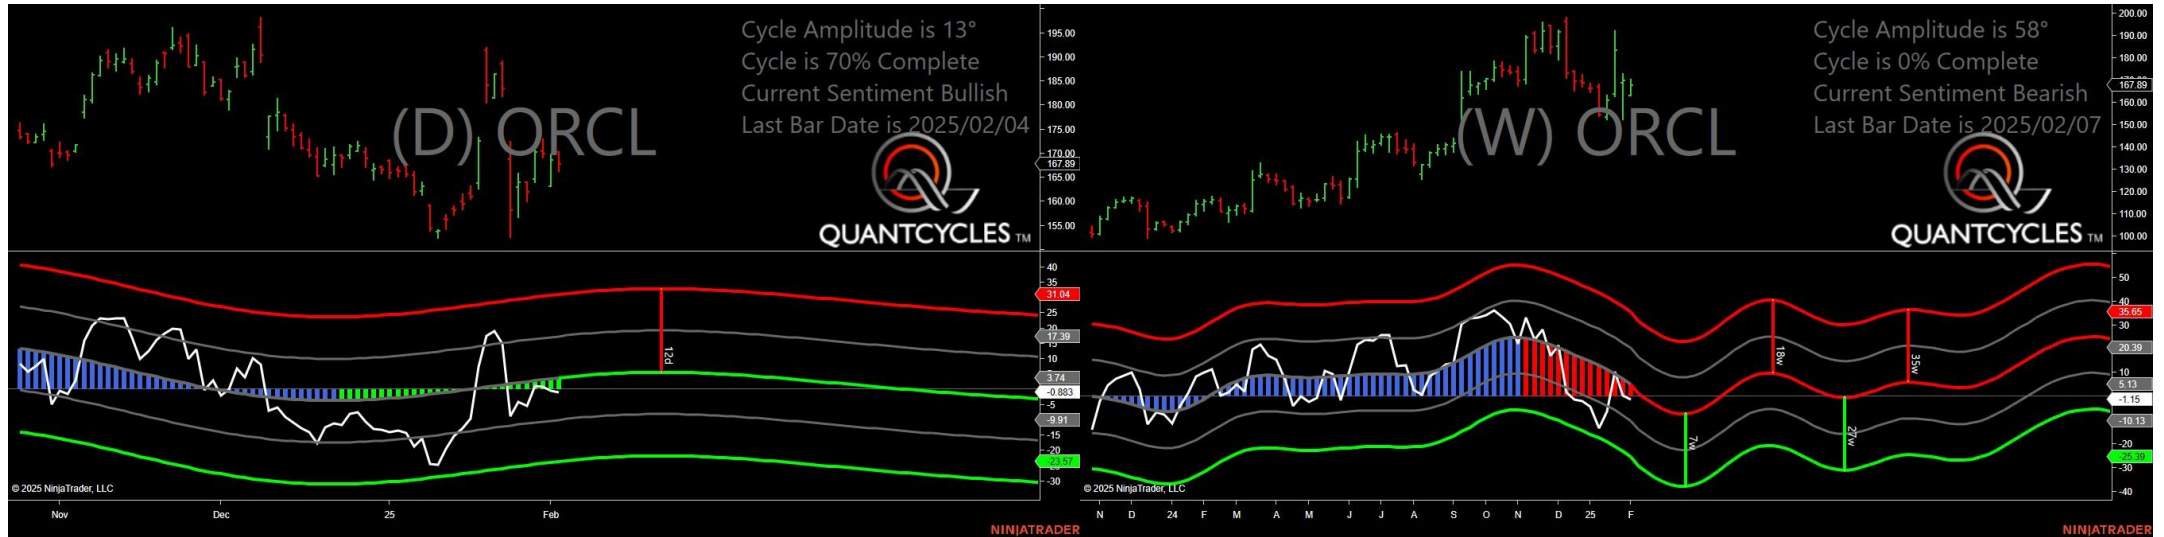 Cycle Amplitude is 13°
Cycle is 70% Complete
Current Sentiment Bullish
Last Bar Date is 2025/02/04
(D) ORCL
QUANTCYCLES TM
195.00
190.00
185.00
180.00
175.00
170.00
167.89
165.00
160.00
155.00
40
35
31.04
25
20
17.39
15
10
3.74
-0.883
-5
-9.91
-15
-20
-23.57
-30
12d
© 2025 NinjaTrader, LLC
Nov Dec 25 Feb
NINJATRADER
Cycle Amplitude is 58°
Cycle is 0% Complete
Current Sentiment Bearish
Last Bar Date is 2025/02/07
(W) ORCL
QUANTCYCLES TM
200.00
190.00
180.00
167.89
160.00
150.00
140.00
130.00
120.00
110.00
100.00
50
40
35.65
30
20.39
10
5.13
-1.15
-10.13
-20
-25.39
-30
-40
7w
18w
27w
35w
© 2025 NinjaTrader, LLC
N D 24 F M A M J J A S O N D 25 F
NINJATRADER